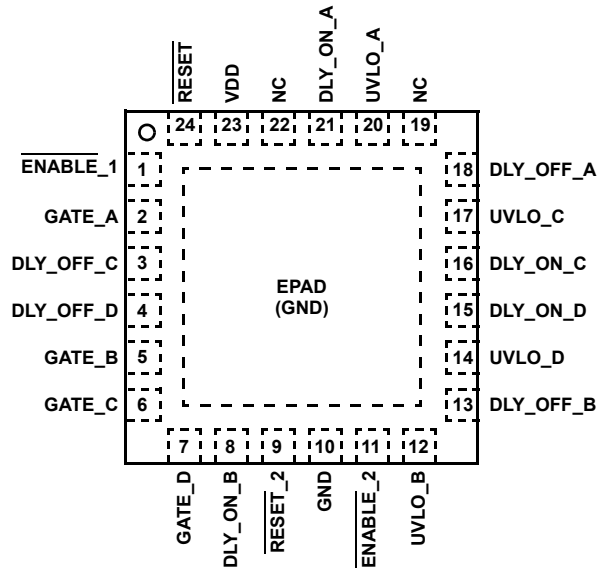 RESET
VDD
NC
DLY_ON_A
UVLO_A
NC
24 23 22 21 20 19
ENABLE_1 1
18 DLY_OFF_A
GATE_A 2
17 UVLO_C
DLY_OFF_C 3
16 DLY_ON_C
EPAD
(GND)
DLY_OFF_D 4
15 DLY_ON_D
GATE_B 5
14 UVLO_D
GATE_C 6
13 DLY_OFF_B
7 8 9 10 11 12
GATE_D
DLY_ON_B
RESET_2
GND
ENABLE_2
UVLO_B